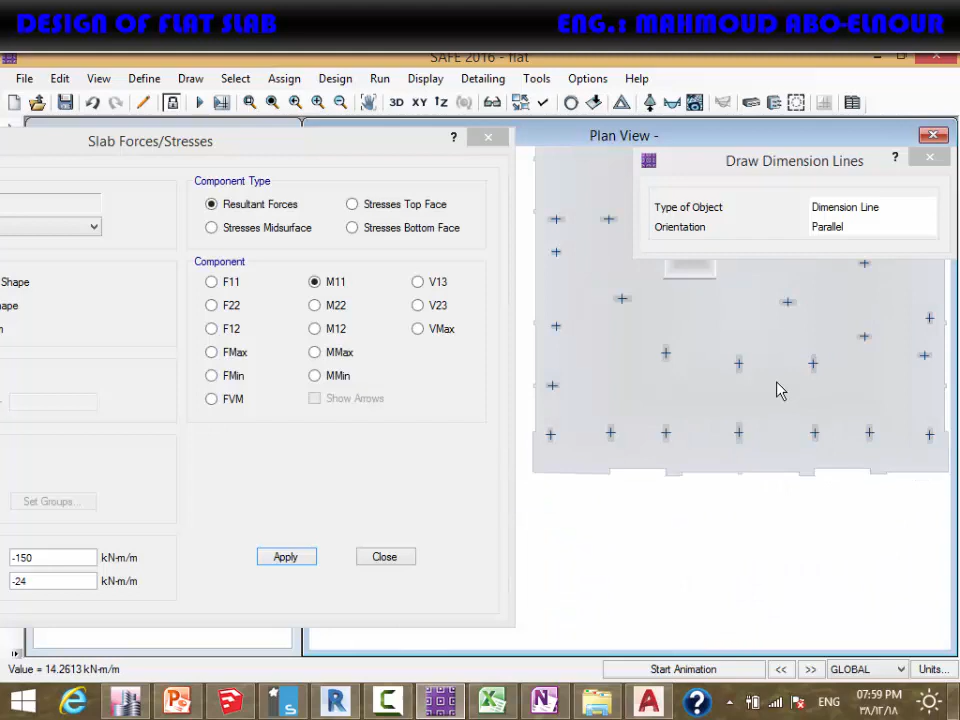 DESIGN OF FLAT SLAB
ENG.: MAHMOUD ABO-ELNOUR
SAFE 2016 - flat
File Edit View Define Draw Select Assign Design Run Display Detailing Tools Options Help
3D XY ↑Z
Slab Forces/Stresses
?
Plan View -
Draw Dimension Lines
?
Component Type
Resultant Forces
Stresses Top Face
Stresses Midsurface
Stresses Bottom Face
Type of Object
Dimension Line
Orientation
Parallel
Component
Shape
F11 M11 V13
F22 M22 V23
F12 M12 VMax
FMax MMax
FMin MMin
FVM Show Arrows
Set Groups...
-150 kN-m/m
-24 kN-m/m
Apply
Close
Value = 14.2613 kN-m/m
Start Animation
<<
>>
GLOBAL
Units...
ENG
07:59 PM
٣٨/١٢/١٨